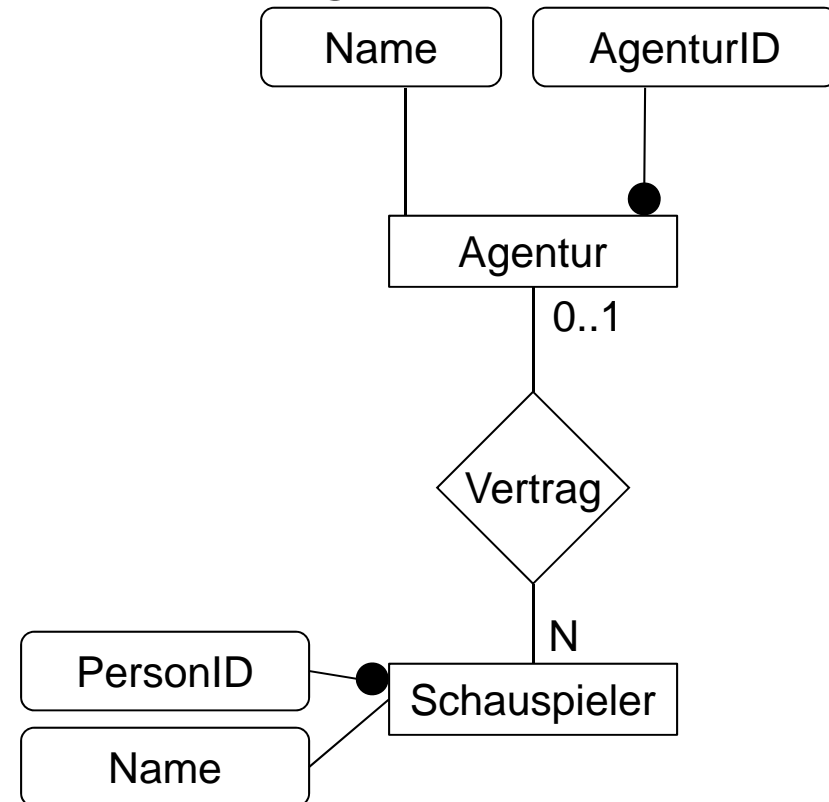 Name
AgenturID
Agentur
0..1
Vertrag
N
PersonID
Schauspieler
Name